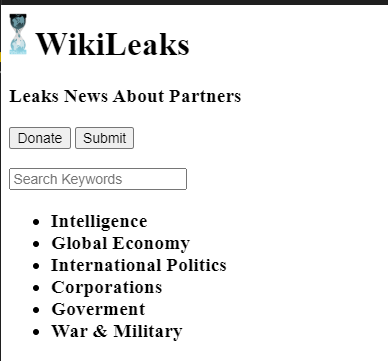 WikiLeaks
Leaks News About Partners
Donate Submit
Search Keywords
Intelligence
Global Economy
International Politics
Corporations
Goverment
War & Military